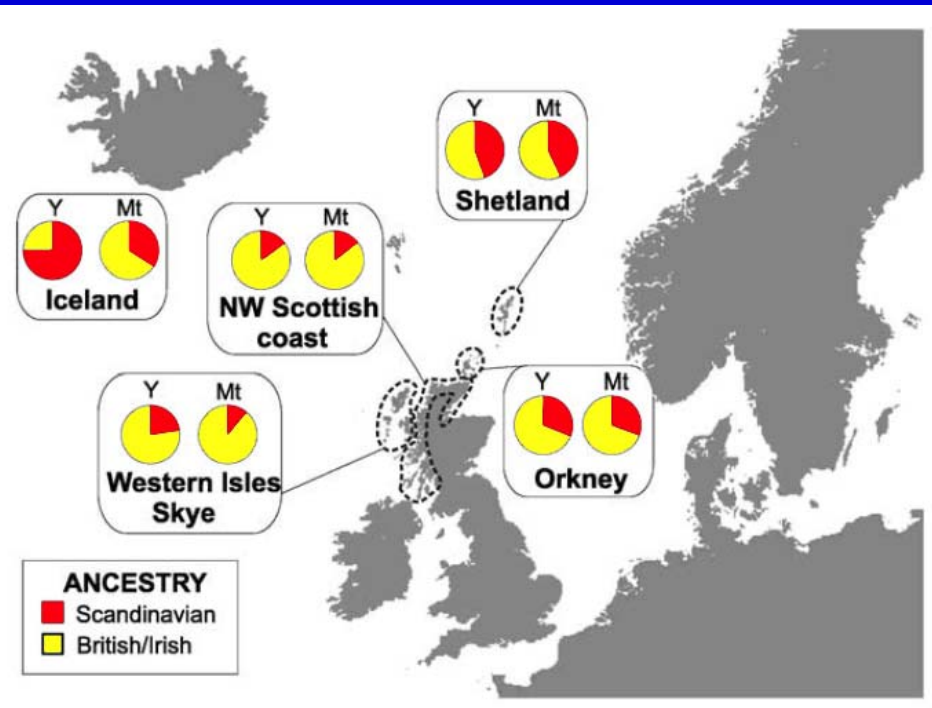 Y Mt
Shetland
Y Mt
Iceland
Y Mt
NW Scottish
coast
Y Mt
Western Isles
Skye
Y Mt
Orkney
ANCESTRY
Scandinavian
British/Irish